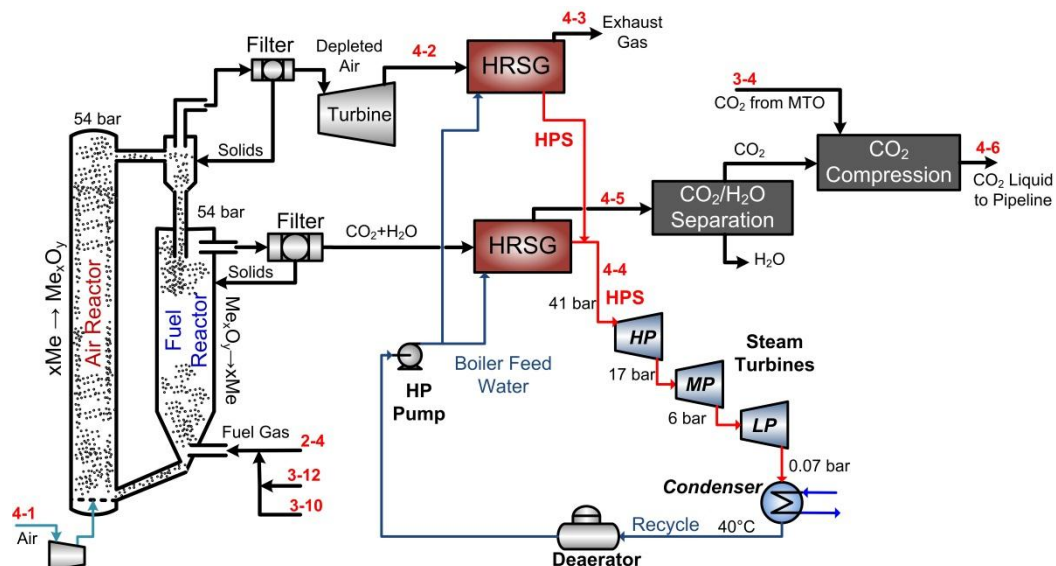 4-3
Exhaust
Gas
4-2
Filter
Depleted
Air
HRSG
Turbine
54 bar
Solids
HPS
3-4
CO₂ from MTO
CO₂
CO₂
Compression
4-6
CO₂ Liquid
to Pipeline
CO₂/H₂O
Separation
H₂O
4-5
54 bar
Filter
CO₂+H₂O
HRSG
Solids
4-4
HPS
41 bar
xMe → MeₓOᵧ
Air Reactor
Fuel
Reactor
MeₓOᵧ→xMe
HP
Steam
Turbines
17 bar
MP
6 bar
LP
0.07 bar
Boiler Feed
Water
HP
Pump
Fuel Gas
2-4
3-12
3-10
4-1
Air
Condenser
40°C
Recycle
Deaerator